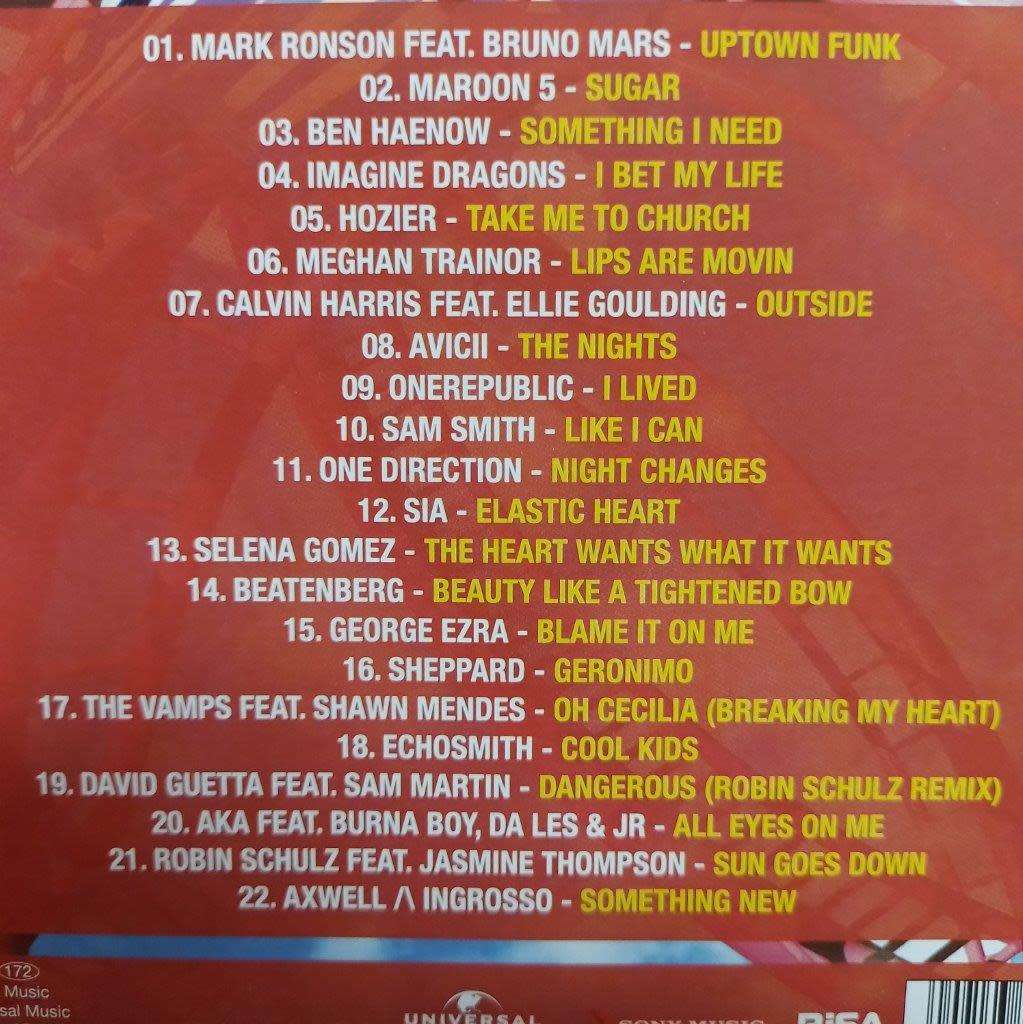 01. MARK RONSON FEAT. BRUNO MARS - UPTOWN FUNK
02. MAROON 5 - SUGAR
03. BEN HAENOW - SOMETHING I NEED
04. IMAGINE DRAGONS - I BET MY LIFE
05. HOZIER - TAKE ME TO CHURCH
06. MEGHAN TRAINOR - LIPS ARE MOVIN
07. CALVIN HARRIS FEAT. ELLIE GOULDING - OUTSIDE
08. AVICII - THE NIGHTS
09. ONEREPUBLIC - I LIVED
10. SAM SMITH - LIKE I CAN
11. ONE DIRECTION - NIGHT CHANGES
12. SIA - ELASTIC HEART
13. SELENA GOMEZ - THE HEART WANTS WHAT IT WANTS
14. BEATENBERG - BEAUTY LIKE A TIGHTENED BOW
15. GEORGE EZRA - BLAME IT ON ME
16. SHEPPARD - GERONIMO
17. THE VAMPS FEAT. SHAWN MENDES - OH CECILIA (BREAKING MY HEART)
18. ECHOSMITH - COOL KIDS
19. DAVID GUETTA FEAT. SAM MARTIN - DANGEROUS (ROBIN SCHULZ REMIX)
20. AKA FEAT. BURNA BOY, DA LES & JR - ALL EYES ON ME
21. ROBIN SCHULZ FEAT. JASMINE THOMPSON - SUN GOES DOWN
22. AXWELL Λ INGROSSO - SOMETHING NEW
172
Music
sal Music
UNIVERSAL
SONY MUSIC
RISA